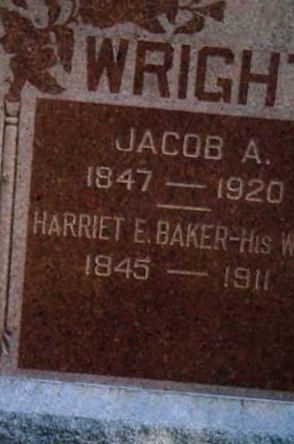 WRIGHT
JACOB A.
1847 — 1920
HARRIET E. BAKER-HIS W
1845 — 1911